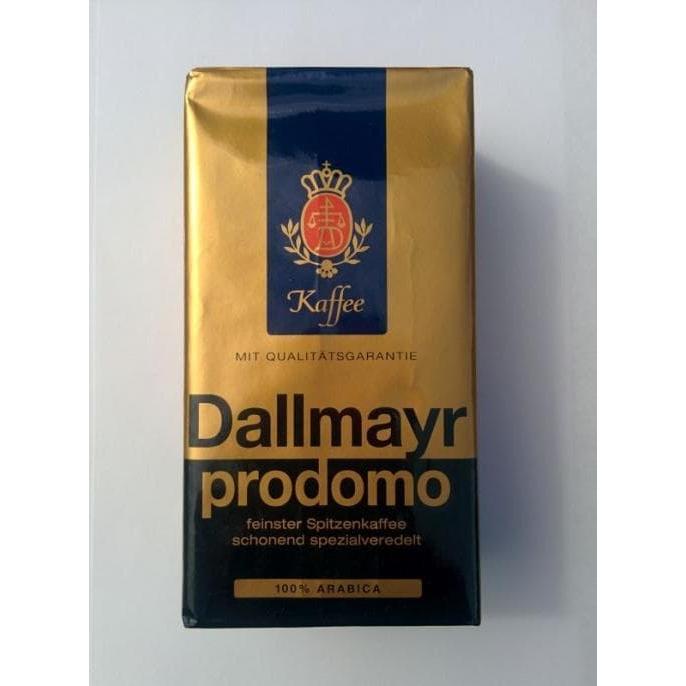 Kaffee
MIT QUALITÄTSGARANTIE
Dallmayr
prodomo
feinster Spitzenkaffee
schonend spezialveredelt
100% ARABICA